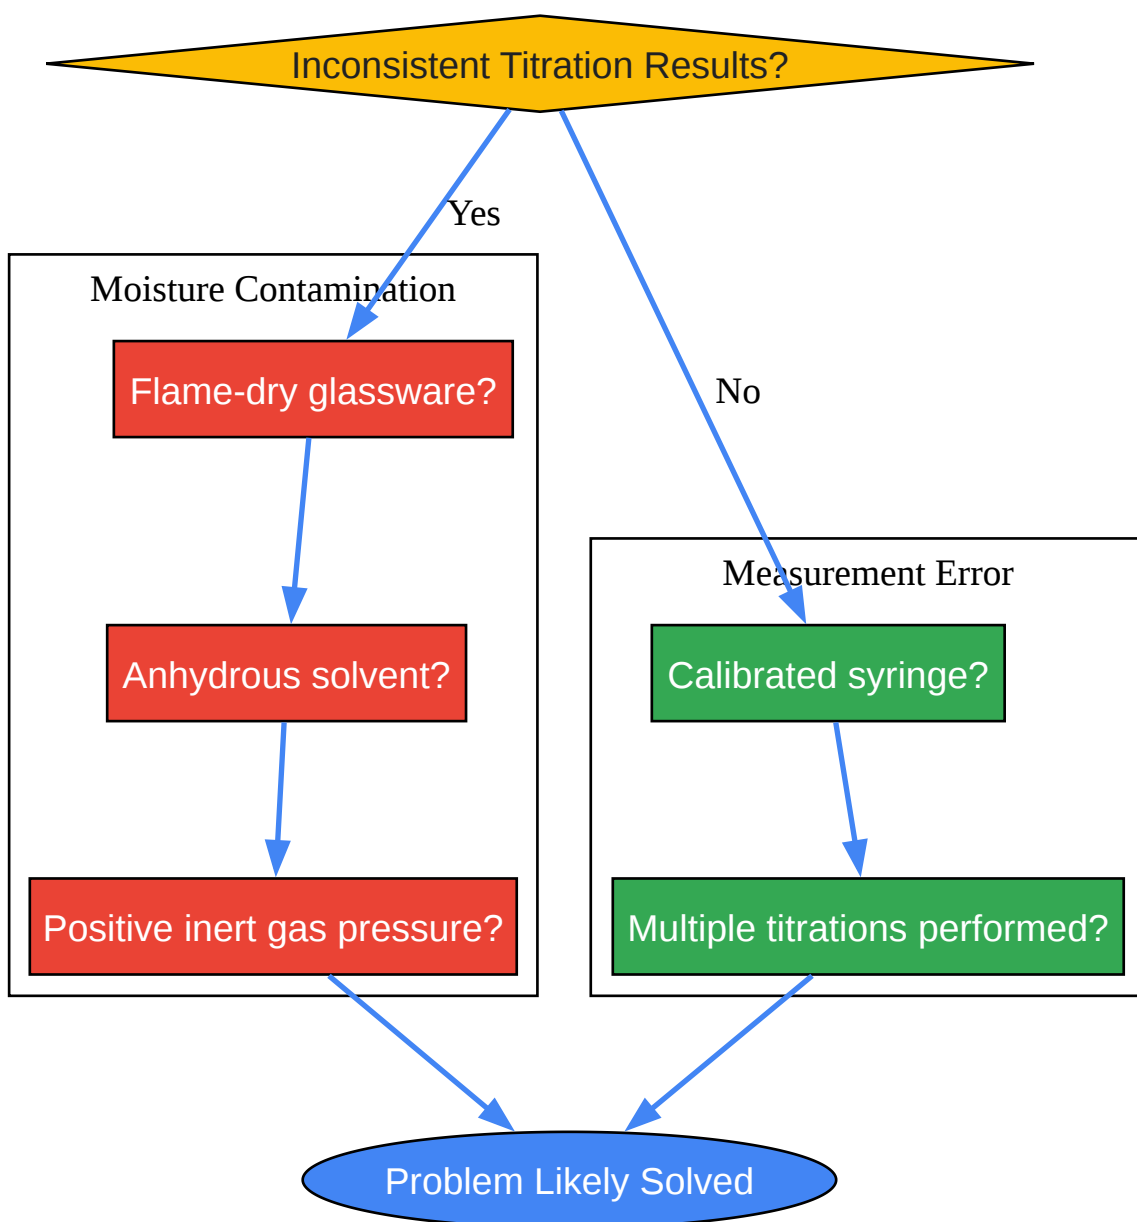 Inconsistent Titration Results?
Yes
Moisture Contamination
Flame-dry glassware?
No
Measurement Error
Anhydrous solvent?
Calibrated syringe?
Positive inert gas pressure?
Multiple titrations performed?
Problem Likely Solved